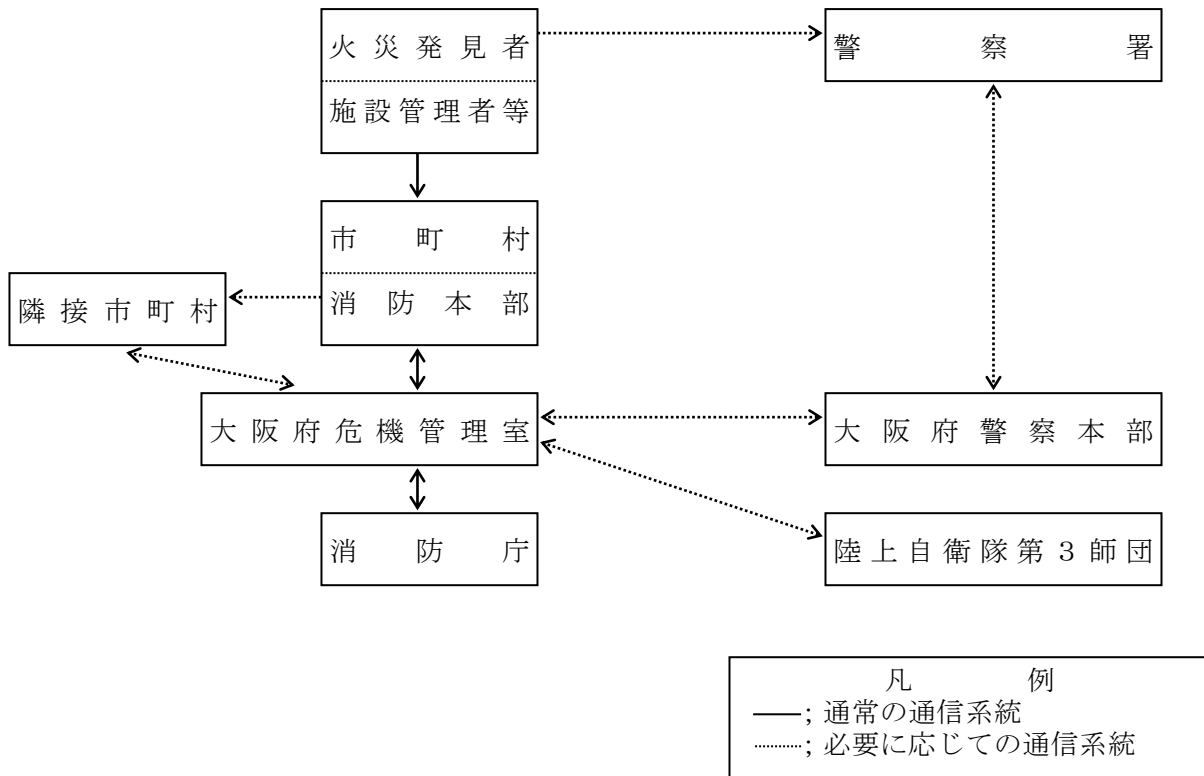 火災発見者
警察署
施設管理者等
市町村
消防本部
隣接市町村
大阪府危機管理室
大阪府警察本部
消防庁
陸上自衛隊第３師団
凡例
――; 通常の通信系統
┈┈; 必要に応じての通信系統